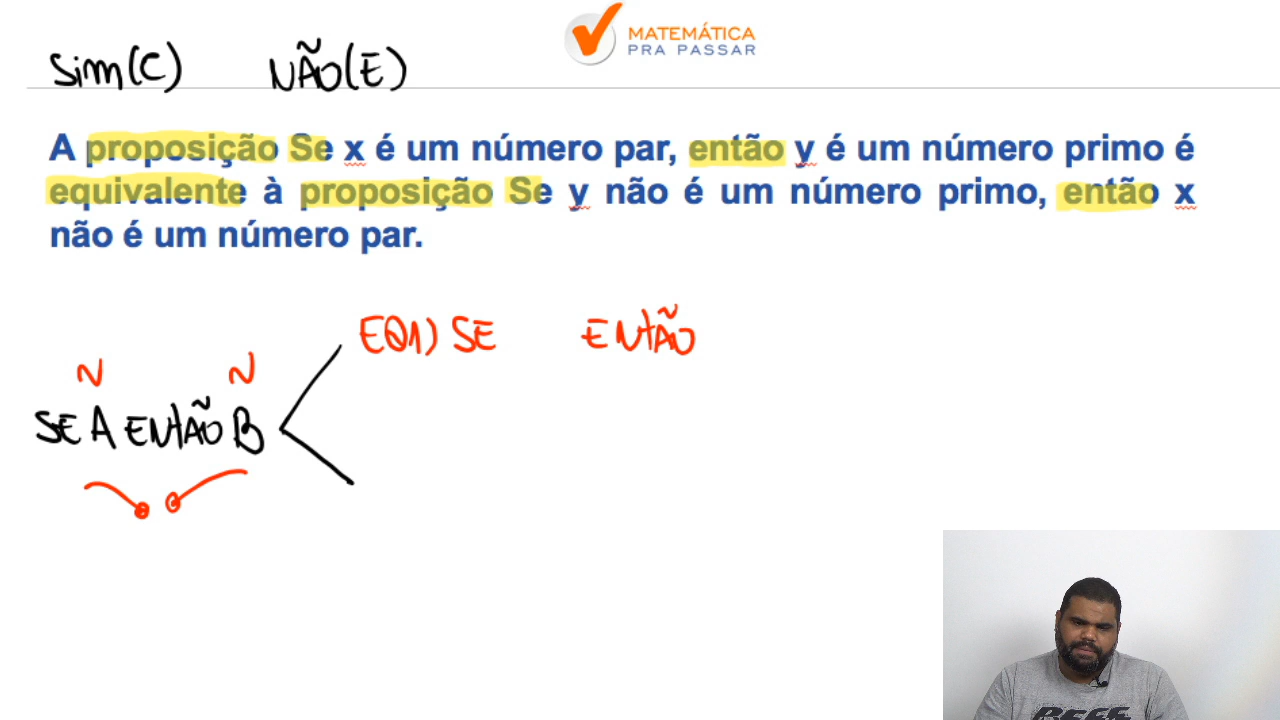 MATEMÁTICA
PRA PASSAR
Sim(C) NÃO(E)
A proposição Se x é um número par, então y é um número primo é
equivalente à proposição Se y não é um número primo, então x
não é um número par.
EQ1) SE ENTÃO
~ ~
SE A ENTÃO B